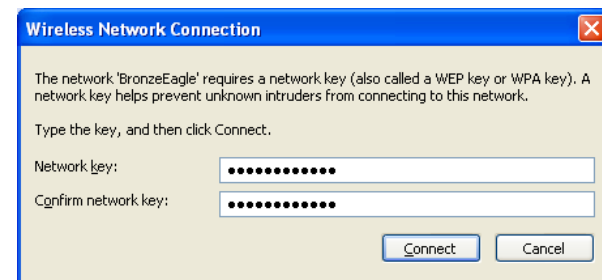 Wireless Network Connection
The network 'BronzeEagle' requires a network key (also called a WEP key or WPA key). A
network key helps prevent unknown intruders from connecting to this network.
Type the key, and then click Connect.
Network key: ●●●●●●●●●●●●
Confirm network key: ●●●●●●●●●●●●
Connect Cancel